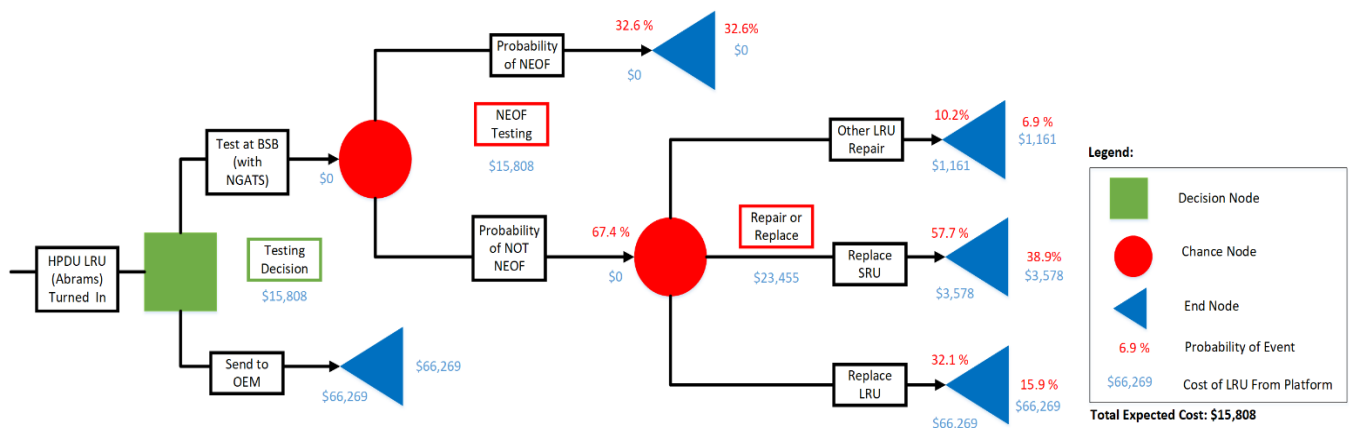 32.6 %
32.6%
Probability
of NEOF
$0
$0
NEOF
Testing
$15,808
Test at BSB
(with
NGATS)
$0
10.2%
6.9 %
Other LRU
Repair
$1,161
$1,161
Legend:
Decision Node
Chance Node
End Node
6.9 %
Probability of Event
$66,269
Cost of LRU From Platform
Total Expected Cost: $15,808
HPDU LRU
(Abrams)
Turned In
Testing
Decision
$15,808
Probability
of NOT
NEOF
67.4 %
$0
Repair or
Replace
$23,455
57.7 %
Replace
SRU
38.9%
$3,578
$3,578
Send to
OEM
$66,269
$66,269
32.1 %
Replace
LRU
15.9 %
$66,269
$66,269